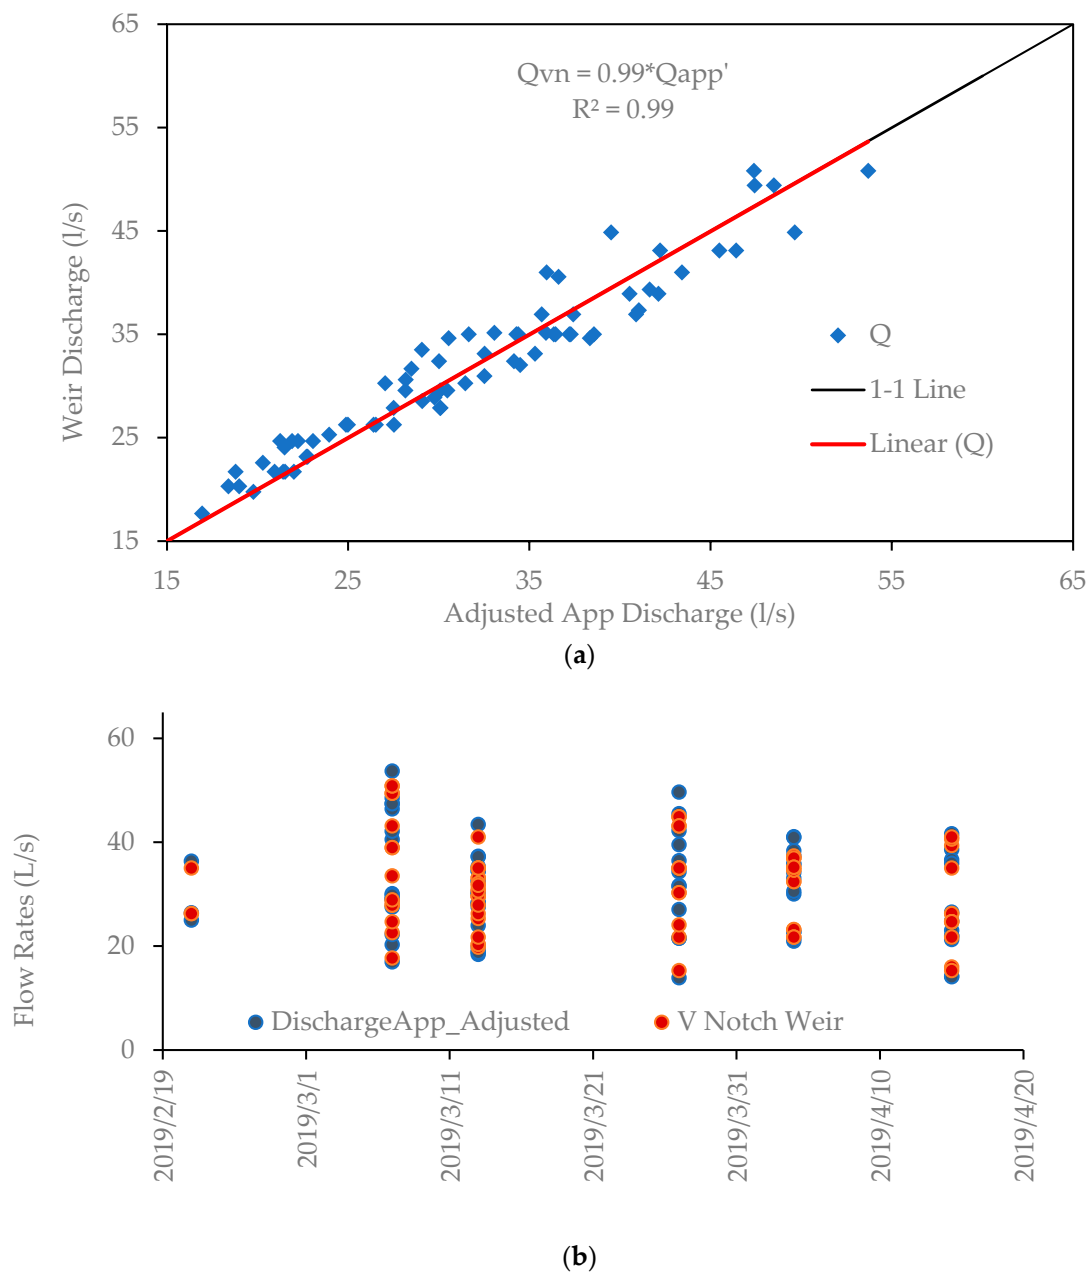 65
55
45
35
25
15
Weir Discharge (l/s)
Qvn = 0.99*Qapp'
R² = 0.99
Q
1-1 Line
Linear (Q)
15 25 35 45 55 65
Adjusted App Discharge (l/s)
(a)
60
40
20
0
Flow Rates (L/s)
DischargeApp_Adjusted V Notch Weir
2019/2/19 2019/3/1 2019/3/11 2019/3/21 2019/3/31 2019/4/10 2019/4/20
(b)